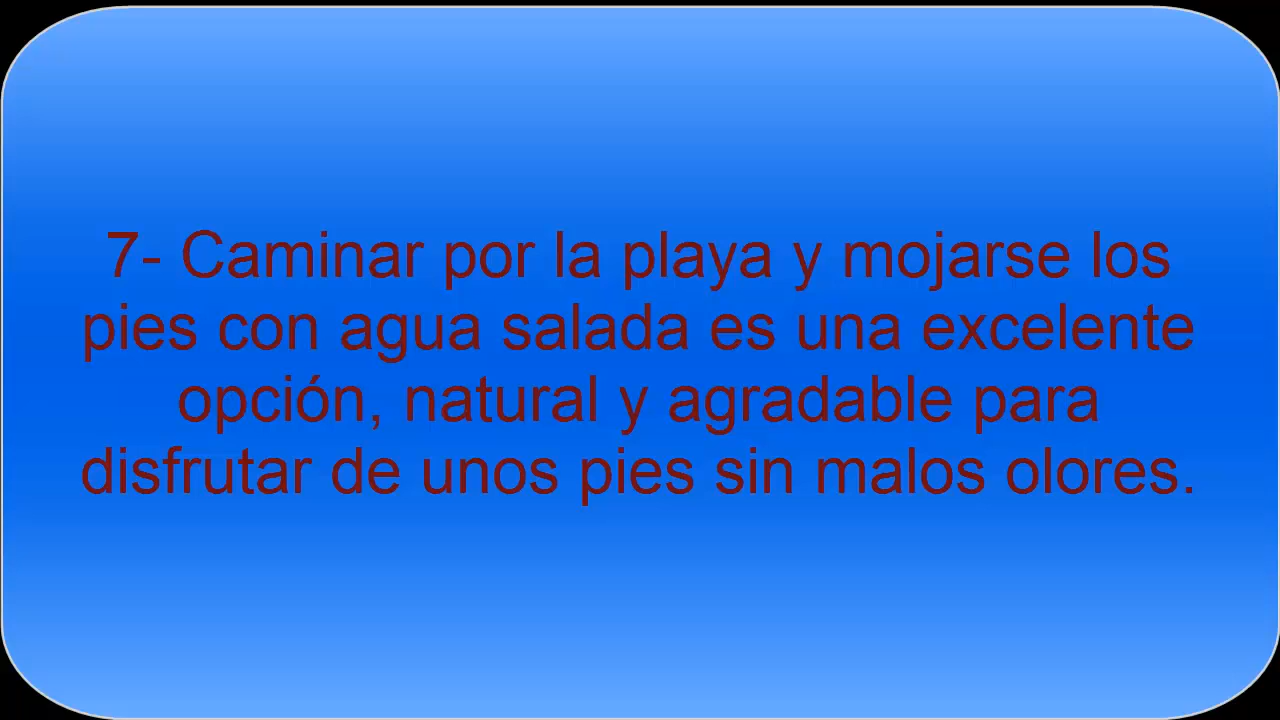 7- Caminar por la playa y mojarse los
pies con agua salada es una excelente
opción, natural y agradable para
disfrutar de unos pies sin malos olores.